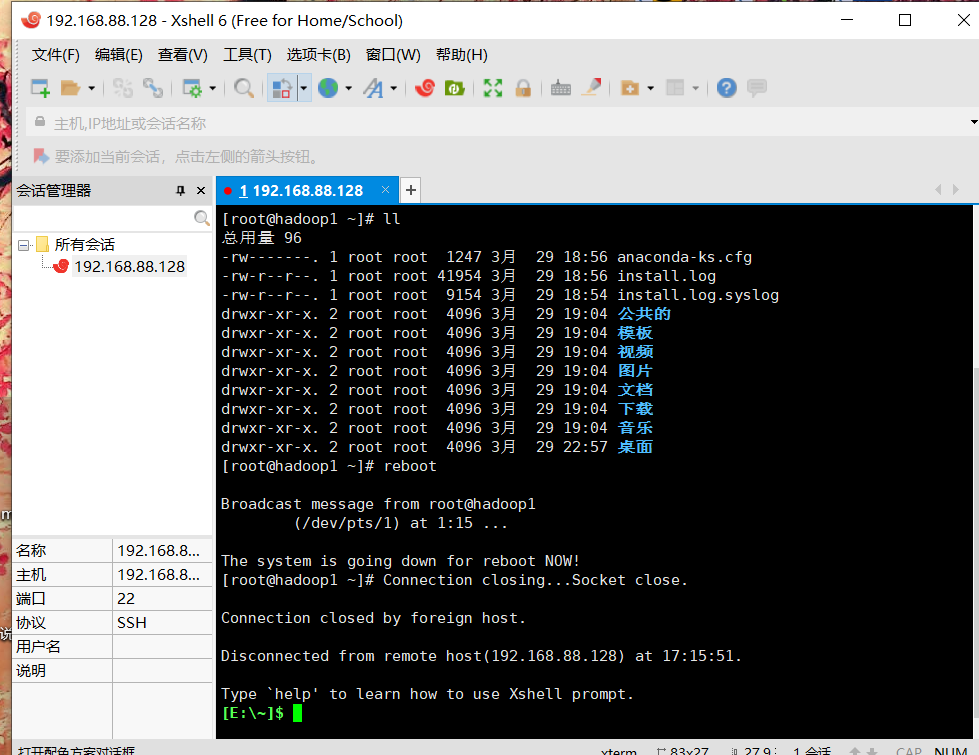 192.168.88.128 - Xshell 6 (Free for Home/School)
文件(F) 编辑(E) 查看(V) 工具(T) 选项卡(B) 窗口(W) 帮助(H)
主机,IP地址或会话名称
要添加当前会话，点击左侧的箭头按钮。
会话管理器
1 192.168.88.128
所有会话
192.168.88.128
[root@hadoop1 ~]# ll
总用量 96
-rw-------. 1 root root  1247 3月  29 18:56 anaconda-ks.cfg
-rw-r--r--. 1 root root 41954 3月  29 18:56 install.log
-rw-r--r--. 1 root root  9154 3月  29 18:54 install.log.syslog
drwxr-xr-x. 2 root root  4096 3月  29 19:04 公共的
drwxr-xr-x. 2 root root  4096 3月  29 19:04 模板
drwxr-xr-x. 2 root root  4096 3月  29 19:04 视频
drwxr-xr-x. 2 root root  4096 3月  29 19:04 图片
drwxr-xr-x. 2 root root  4096 3月  29 19:04 文档
drwxr-xr-x. 2 root root  4096 3月  29 19:04 下载
drwxr-xr-x. 2 root root  4096 3月  29 19:04 音乐
drwxr-xr-x. 2 root root  4096 3月  29 22:57 桌面
[root@hadoop1 ~]# reboot
Broadcast message from root@hadoop1
(/dev/pts/1) at 1:15 ...
The system is going down for reboot NOW!
[root@hadoop1 ~]# Connection closing...Socket close.
Connection closed by foreign host.
Disconnected from remote host(192.168.88.128) at 17:15:51.
Type `help' to learn how to use Xshell prompt.
[E:\~]$
名称 192.168.8...
主机 192.168.8...
端口 22
协议 SSH
用户名
说明
打开配色方案对话框 xterm 83x27 27,9 1 会话 CAP NUM